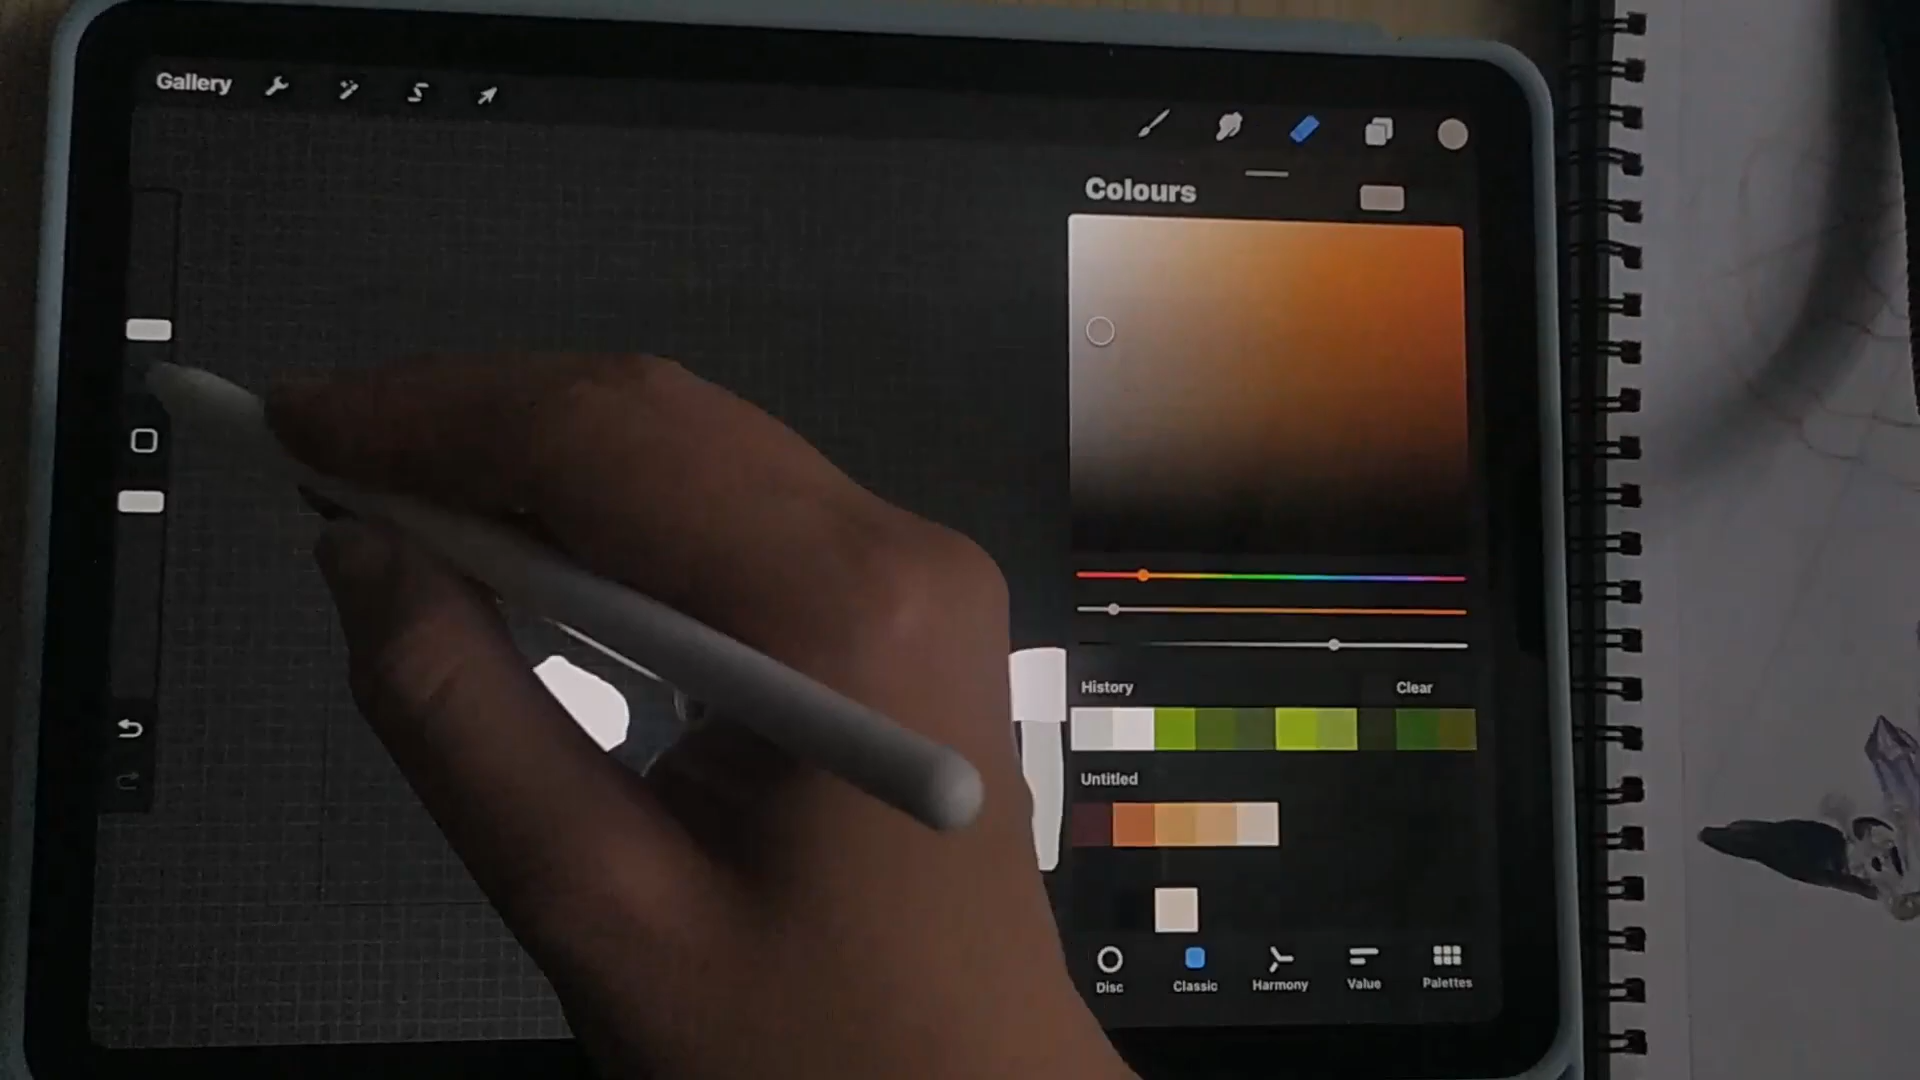 Gallery
Colours
History Clear
Untitled
Disc Classic Harmony Value Palettes